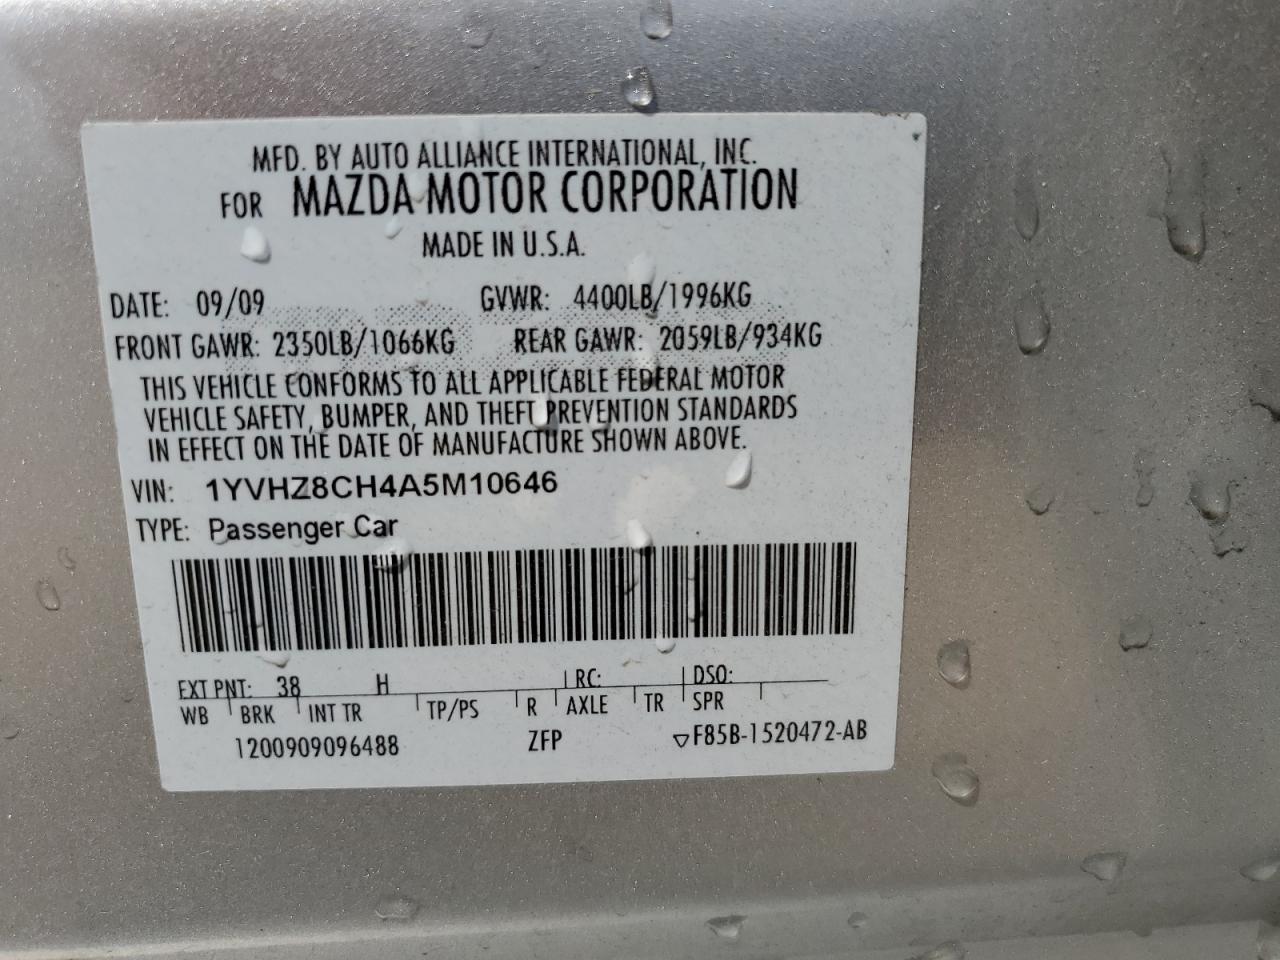 MFD. BY AUTO ALLIANCE INTERNATIONAL, INC.
FOR MAZDA MOTOR CORPORATION
MADE IN U.S.A.
DATE: 09/09 GVWR: 4400LB/1996KG
FRONT GAWR: 2350LB/1066KG REAR GAWR: 2059LB/934KG
THIS VEHICLE CONFORMS TO ALL APPLICABLE FEDERAL MOTOR
VEHICLE SAFETY, BUMPER, AND THEFT PREVENTION STANDARDS
IN EFFECT ON THE DATE OF MANUFACTURE SHOWN ABOVE.
VIN: 1YVHZ8CH4A5M10646
TYPE: Passenger Car
EXT PNT: 38 H RC: DSO:
WB BRK INT TR TP/PS R AXLE TR SPR
1200909096488 ZFP ▽F85B-1520472-AB